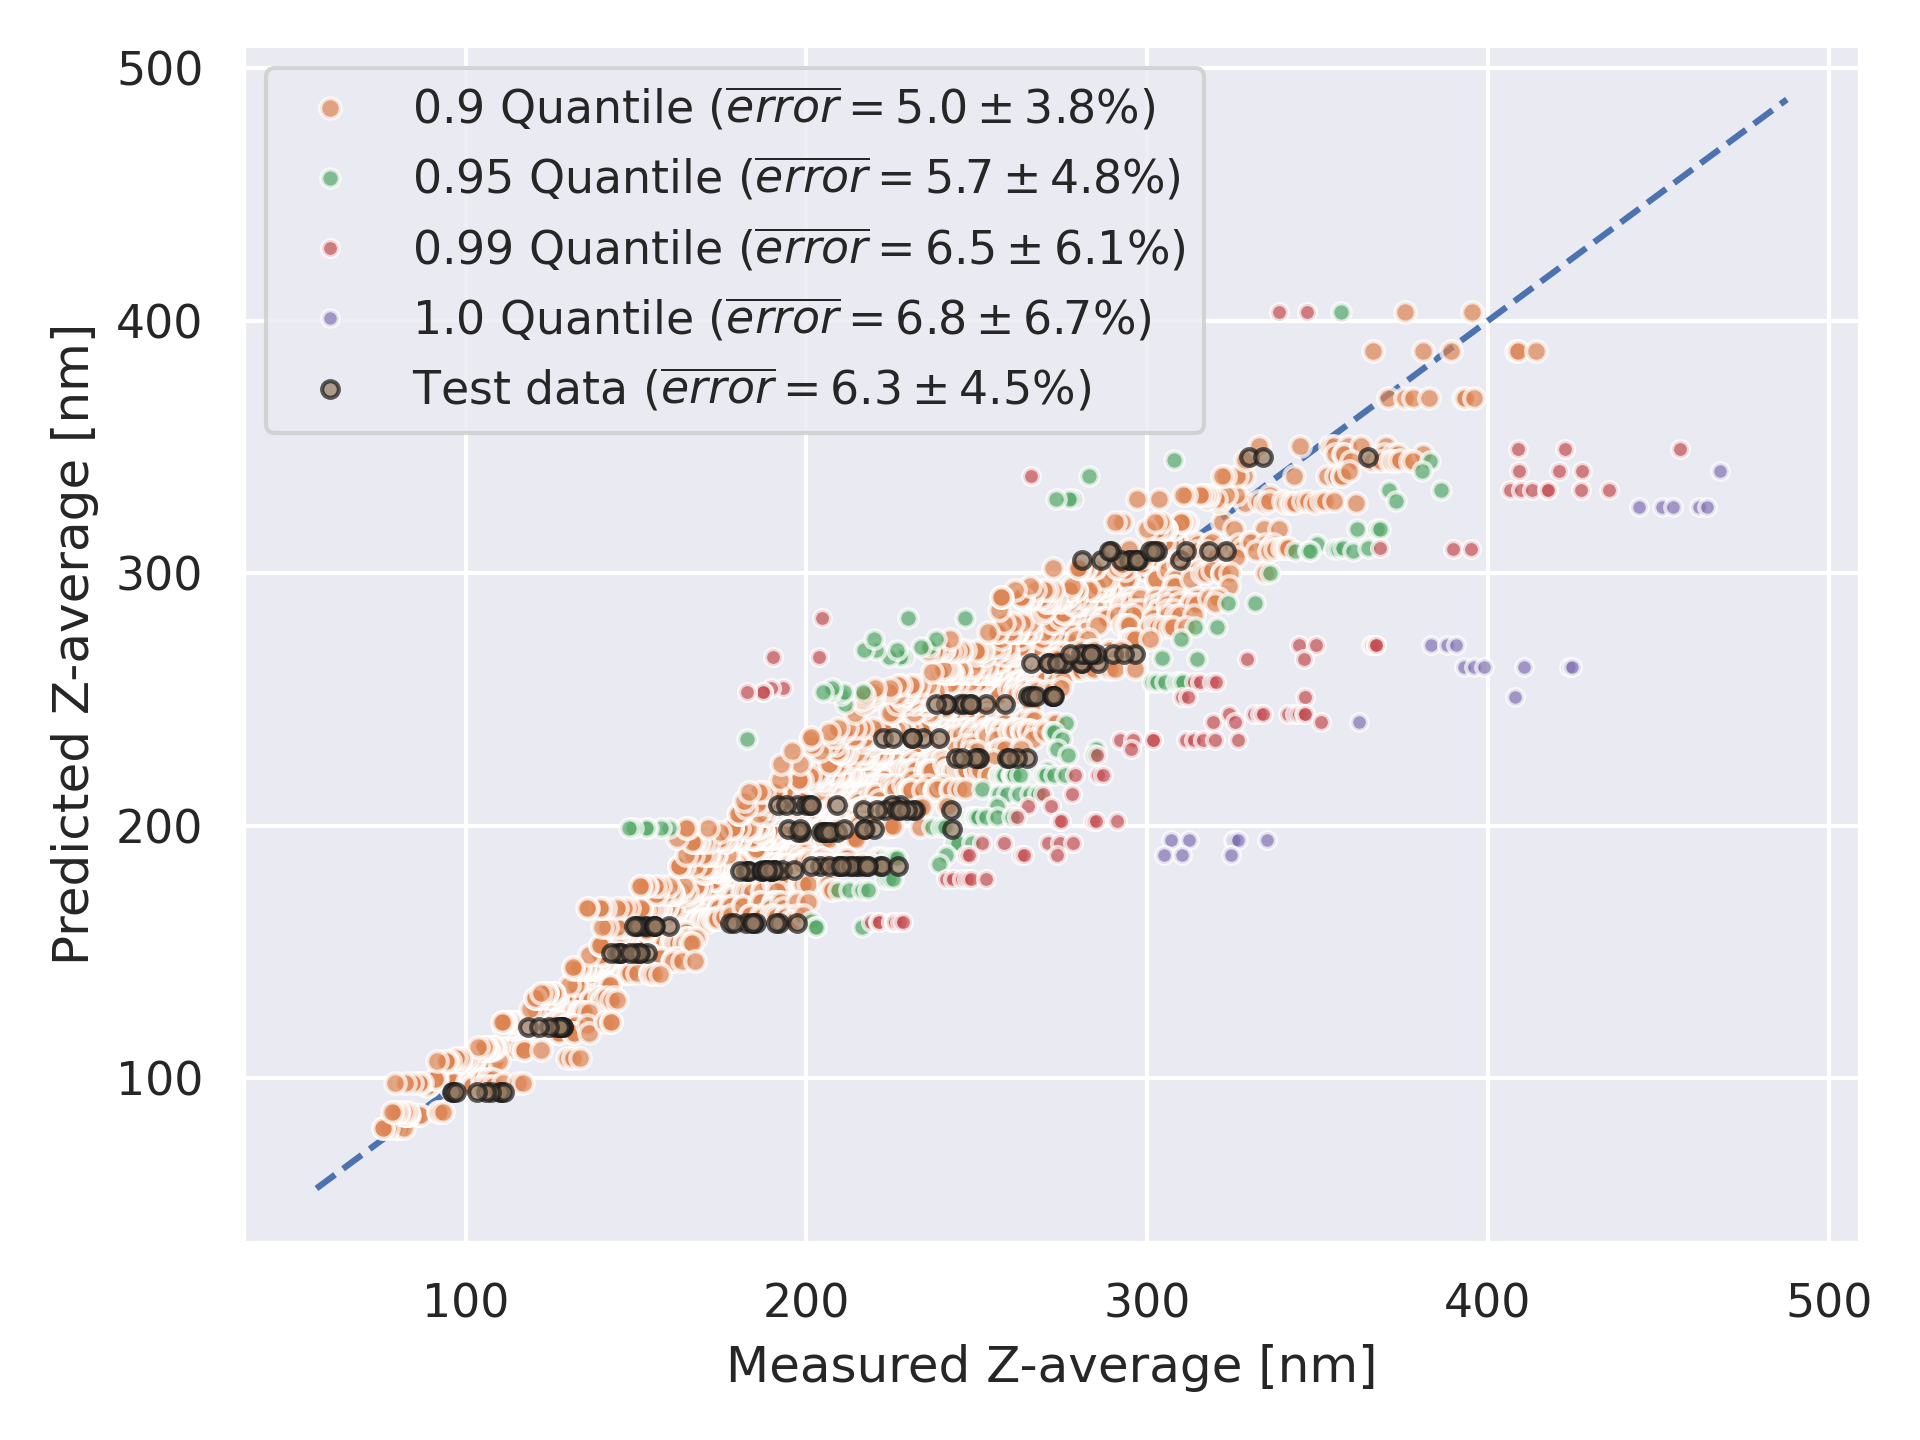 500
400
300
200
100
Predicted Z-average [nm]
0.9 Quantile (error = 5.0 ± 3.8%)
0.95 Quantile (error = 5.7 ± 4.8%)
0.99 Quantile (error = 6.5 ± 6.1%)
1.0 Quantile (error = 6.8 ± 6.7%)
Test data (error = 6.3 ± 4.5%)
100 200 300 400 500
Measured Z-average [nm]